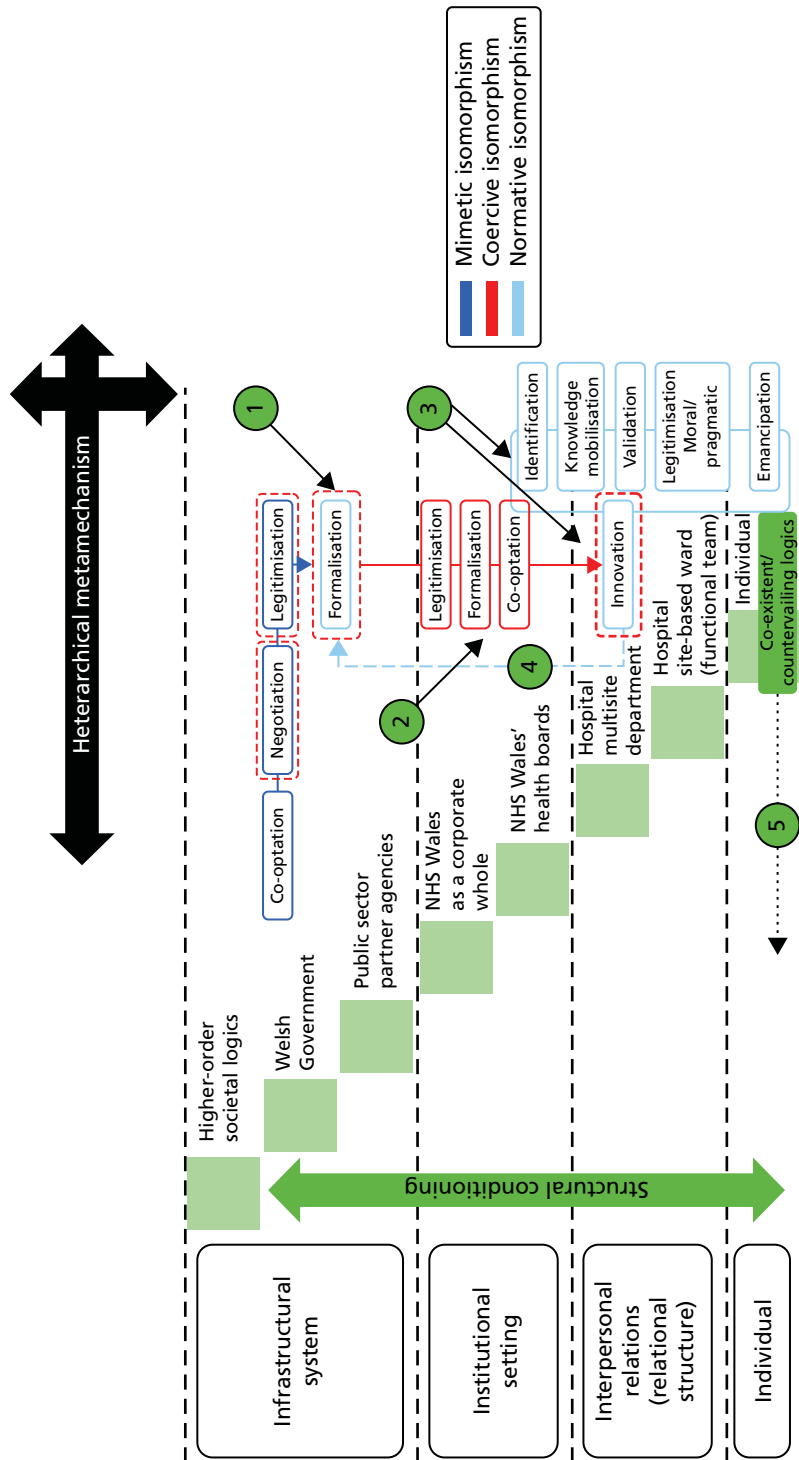 Heterarchical metamechanism
Infrastructural
system
Institutional
setting
Interpersonal
relations
(relational
structure)
Individual
Structural conditioning
Higher-order
societal logics
Welsh
Government
Public sector
partner agencies
NHS Wales
as a corporate
whole
NHS Wales'
health boards
Hospital
multisite
department
Hospital
site-based ward
(functional team)
Individual
Co-existent/
countervailing logics
Co-optation
Negotiation
Legitimisation
Formalisation
Legitimisation
Formalisation
Co-optation
Innovation
Identification
Knowledge
mobilisation
Validation
Legitimisation
Moral/
pragmatic
Emancipation
1
2
3
4
5
Mimetic isomorphism
Coercive isomorphism
Normative isomorphism